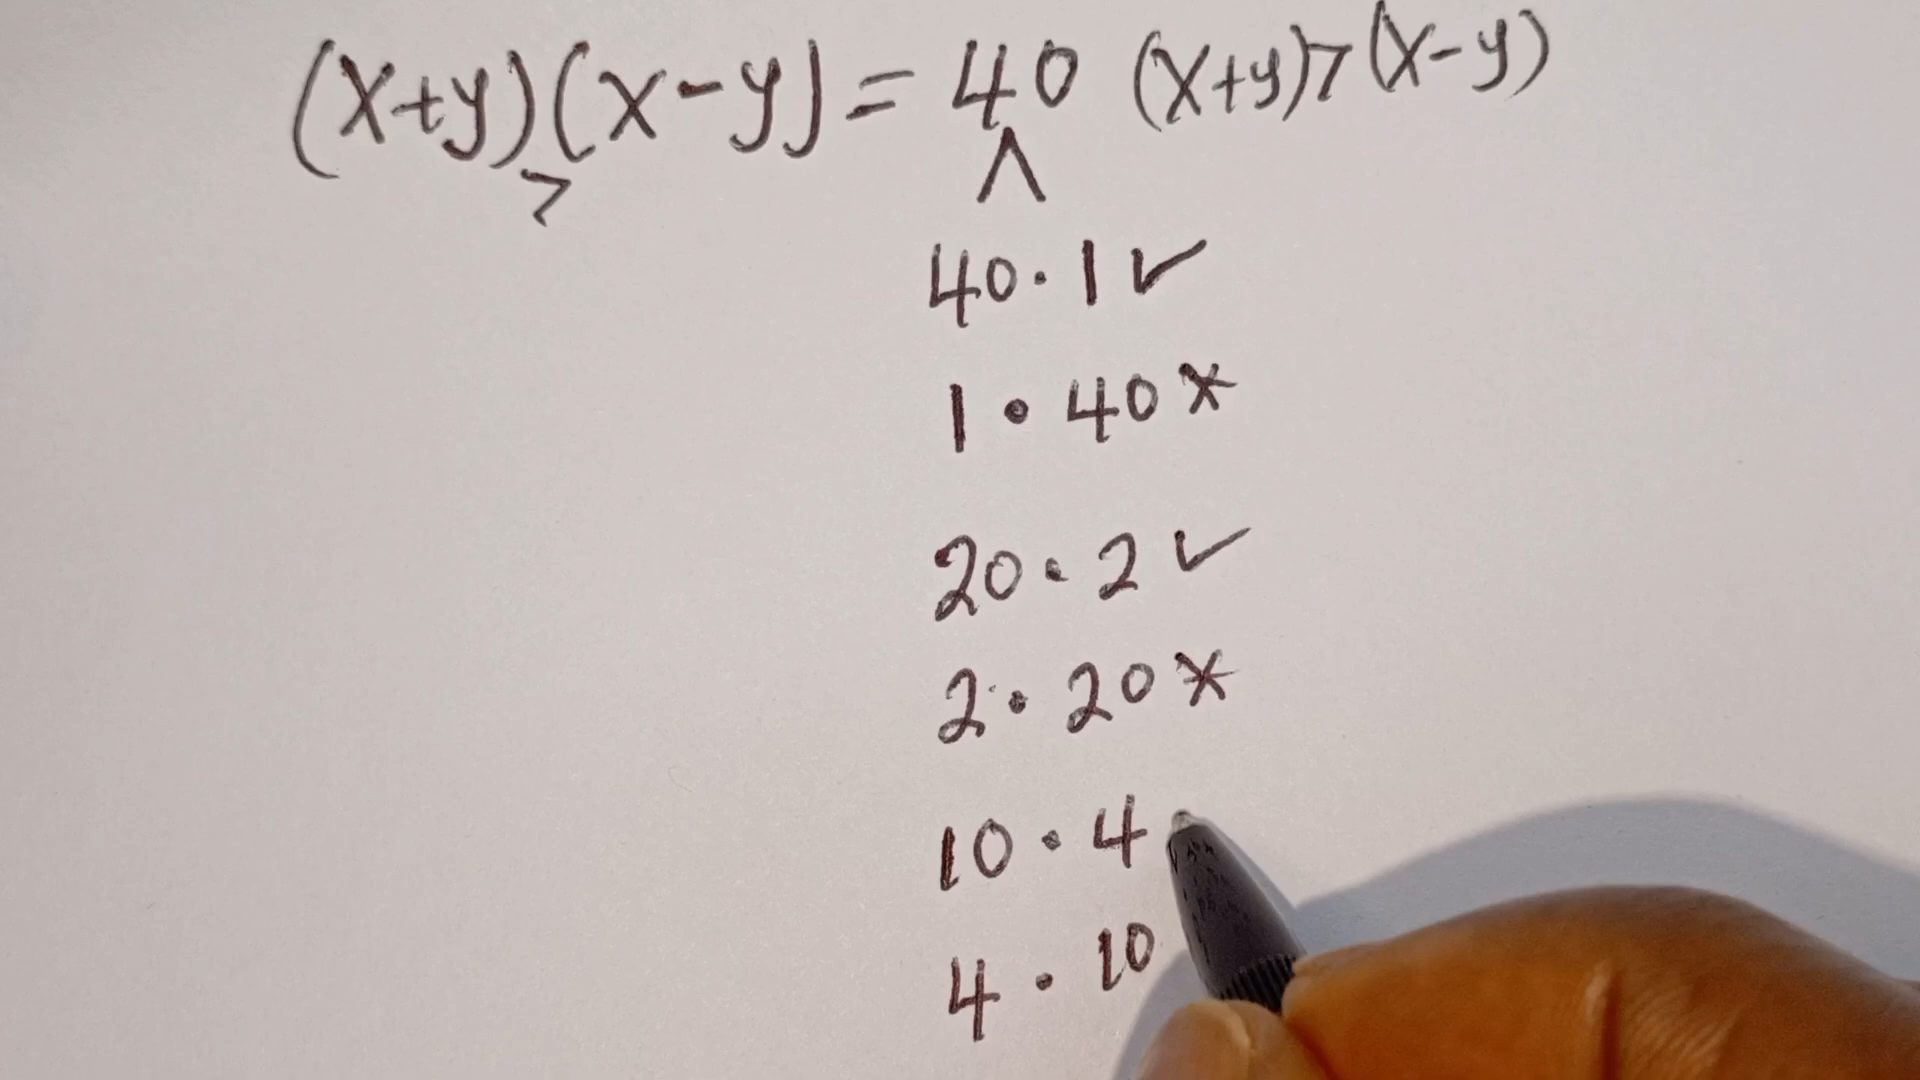 (x+y)(x-y) = 40 (x+y)>(x-y)
>
40 · 1 ✓
1 · 40 ×
20 · 2 ✓
2 · 20 ×
10 · 4
4 · 10